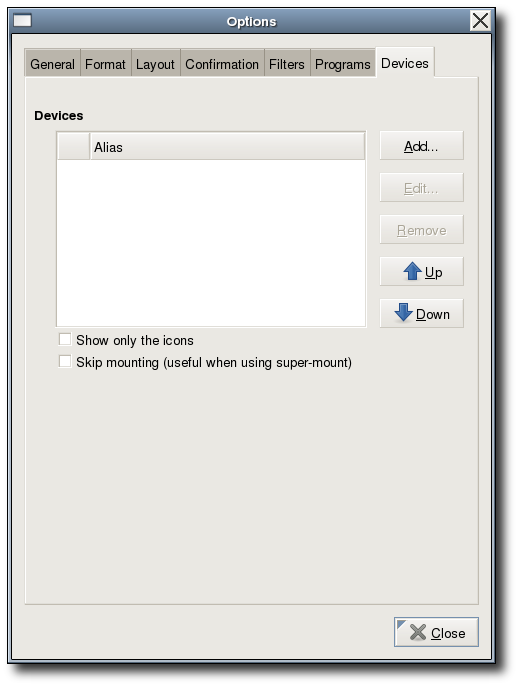 Options
General Format Layout Confirmation Filters Programs Devices
Devices
Alias
Add...
Edit...
Remove
Up
Down
Show only the icons
Skip mounting (useful when using super-mount)
Close